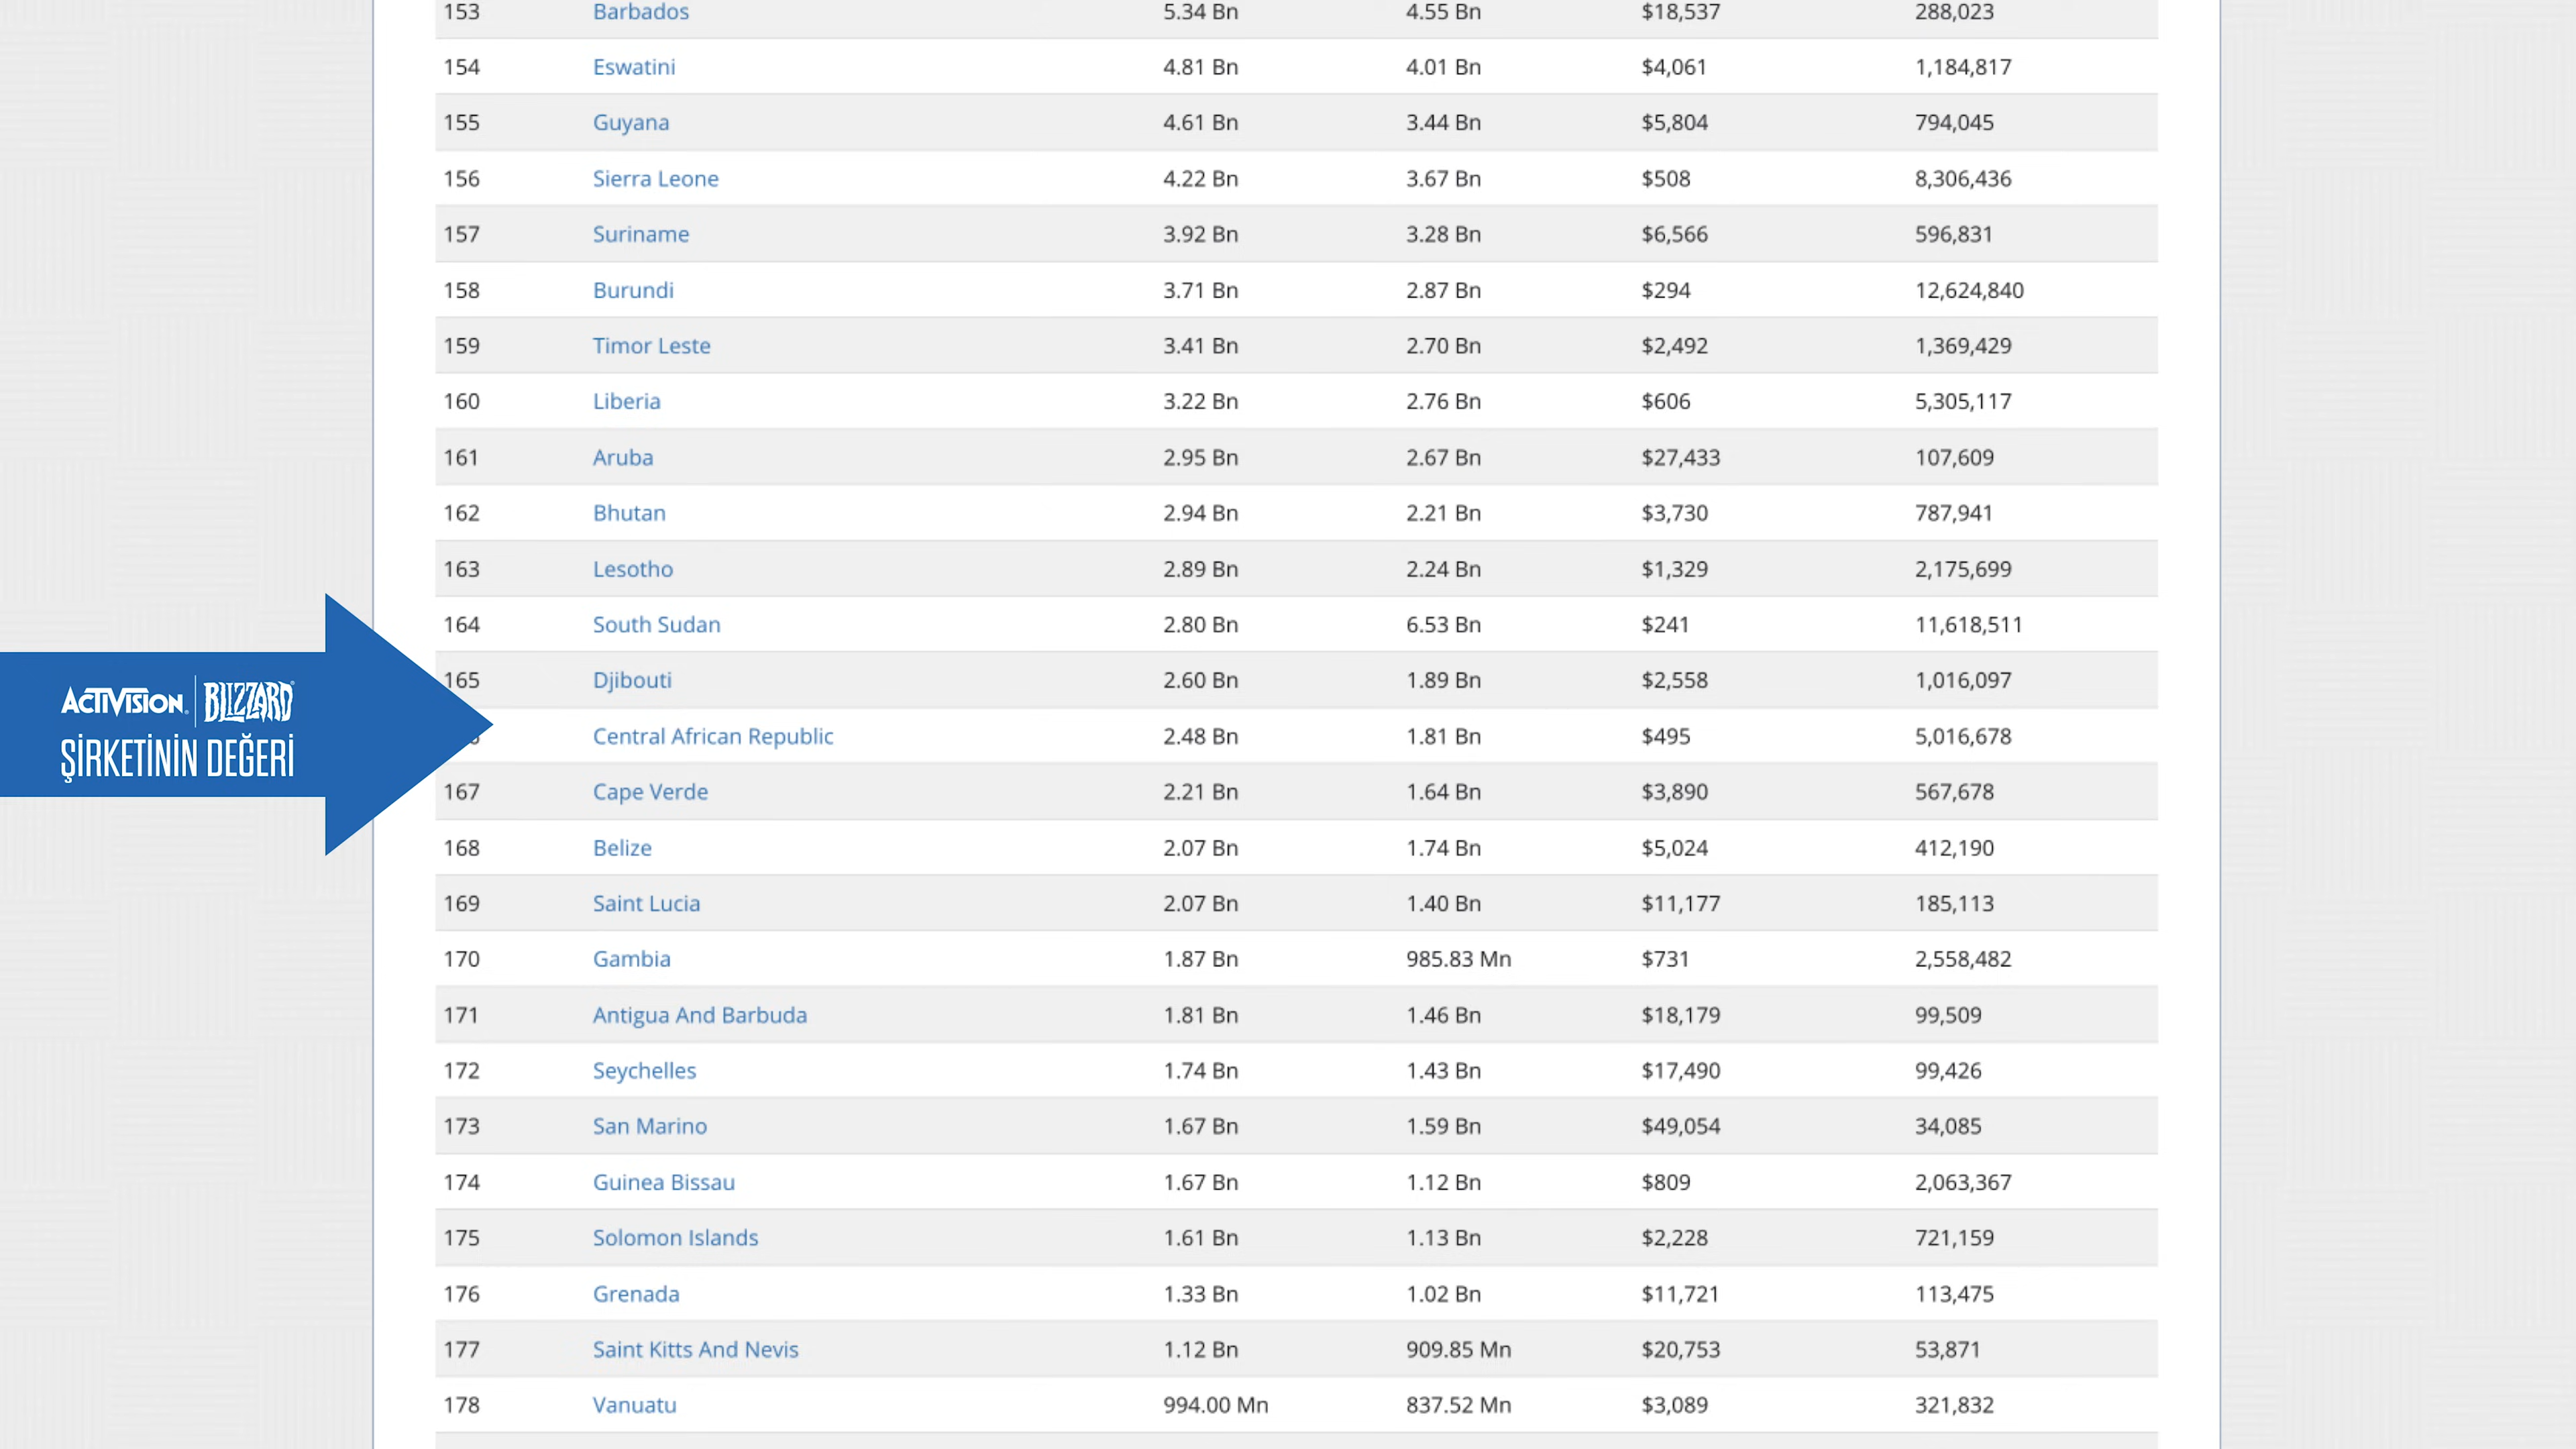 153 Barbados 5.34 Bn 4.55 Bn $18,537 288,023
154 Eswatini 4.81 Bn 4.01 Bn $4,061 1,184,817
155 Guyana 4.61 Bn 3.44 Bn $5,804 794,045
156 Sierra Leone 4.22 Bn 3.67 Bn $508 8,306,436
157 Suriname 3.92 Bn 3.28 Bn $6,566 596,831
158 Burundi 3.71 Bn 2.87 Bn $294 12,624,840
159 Timor Leste 3.41 Bn 2.70 Bn $2,492 1,369,429
160 Liberia 3.22 Bn 2.76 Bn $606 5,305,117
161 Aruba 2.95 Bn 2.67 Bn $27,433 107,609
162 Bhutan 2.94 Bn 2.21 Bn $3,730 787,941
163 Lesotho 2.89 Bn 2.24 Bn $1,329 2,175,699
164 South Sudan 2.80 Bn 6.53 Bn $241 11,618,511
165 Djibouti 2.60 Bn 1.89 Bn $2,558 1,016,097
ACTIVISION | BLIZZARD
ŞİRKETİNİN DEĞERİ
Central African Republic 2.48 Bn 1.81 Bn $495 5,016,678
167 Cape Verde 2.21 Bn 1.64 Bn $3,890 567,678
168 Belize 2.07 Bn 1.74 Bn $5,024 412,190
169 Saint Lucia 2.07 Bn 1.40 Bn $11,177 185,113
170 Gambia 1.87 Bn 985.83 Mn $731 2,558,482
171 Antigua And Barbuda 1.81 Bn 1.46 Bn $18,179 99,509
172 Seychelles 1.74 Bn 1.43 Bn $17,490 99,426
173 San Marino 1.67 Bn 1.59 Bn $49,054 34,085
174 Guinea Bissau 1.67 Bn 1.12 Bn $809 2,063,367
175 Solomon Islands 1.61 Bn 1.13 Bn $2,228 721,159
176 Grenada 1.33 Bn 1.02 Bn $11,721 113,475
177 Saint Kitts And Nevis 1.12 Bn 909.85 Mn $20,753 53,871
178 Vanuatu 994.00 Mn 837.52 Mn $3,089 321,832